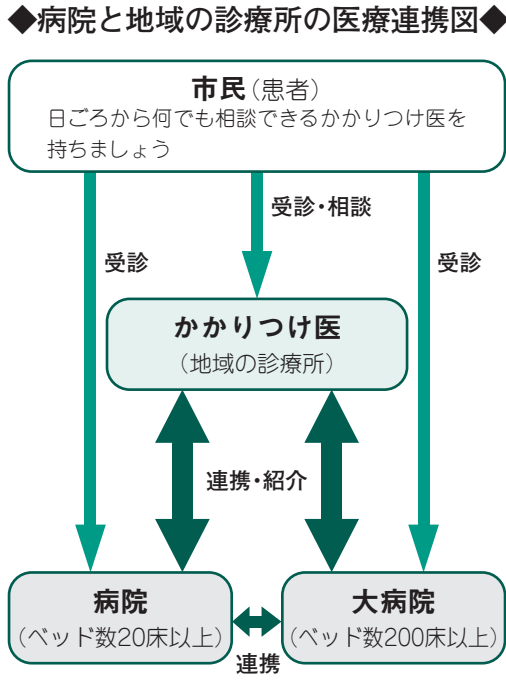 ◆病院と地域の診療所の医療連携図◆
市民（患者）
日ごろから何でも相談できるかかりつけ医を
持ちましょう
受診・相談
受診
受診
かかりつけ医
（地域の診療所）
連携・紹介
病院
（ベッド数20床以上）
大病院
（ベッド数200床以上）
連携